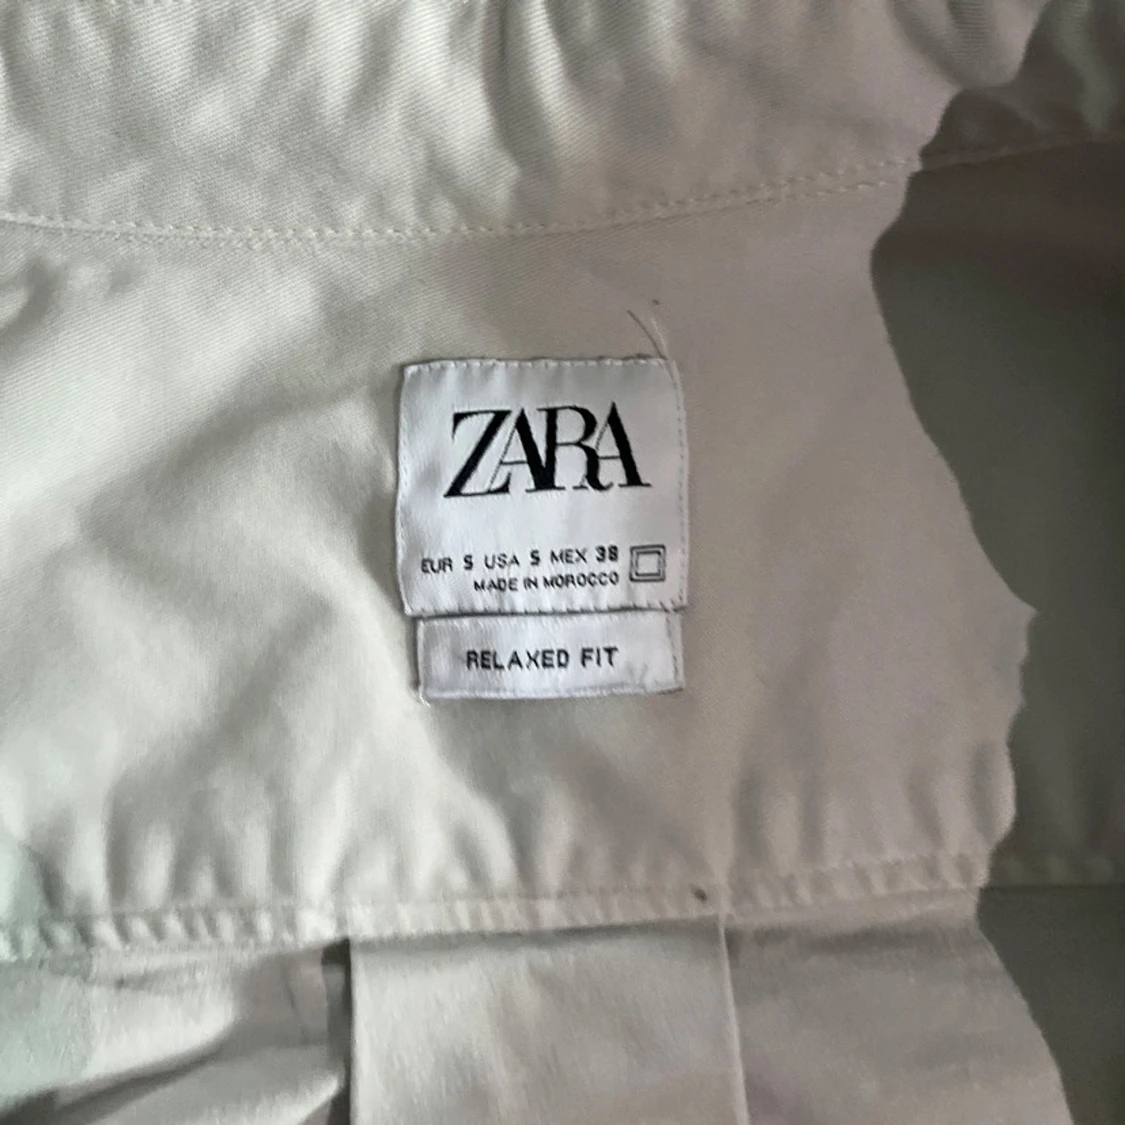 ZARA
EUR S USA S MEX 38
MADE IN MOROCCO
RELAXED FIT